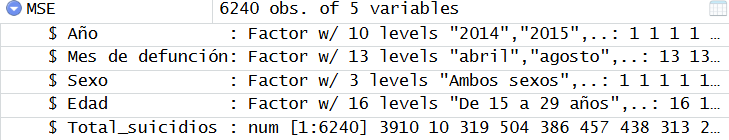 MSE 6240 obs. of 5 variables
$ Año : Factor w/ 10 levels "2014","2015",..: 1 1 1 1 …
$ Mes de defunción: Factor w/ 13 levels "abril","agosto",..: 13 13…
$ Sexo : Factor w/ 3 levels "Ambos sexos",..: 1 1 1 1…
$ Edad : Factor w/ 16 levels "De 15 a 29 años",..: 16 1…
$ Total_suicidios : num [1:6240] 3910 10 319 504 386 457 438 313 2…